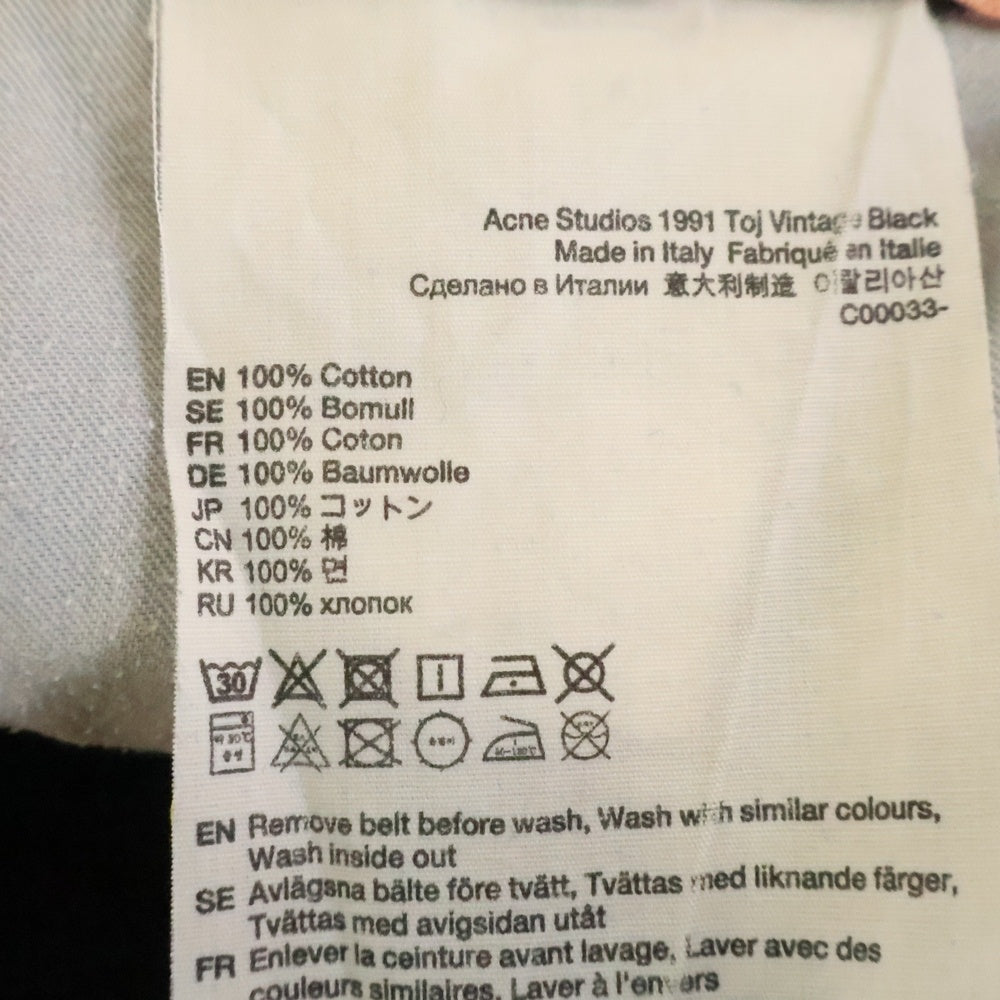 Acne Studios 1991 Toj Vintage Black
Made in Italy Fabriqué en Italie
Сделано в Италии 意大利制造 이탈리아산
C00033-
EN 100% Cotton
SE 100% Bomull
FR 100% Coton
DE 100% Baumwolle
JP 100% コットン
CN 100% 棉
KR 100% 면
RU 100% хлопок
30
EN Remove belt before wash, Wash with similar colours,
Wash inside out
SE Avlägsna bälte före tvätt, Tvättas med liknande färger,
Tvättas med avigsidan utåt
FR Enlever la ceinture avant lavage, Laver avec des
couleurs similaires, Laver à l'envers